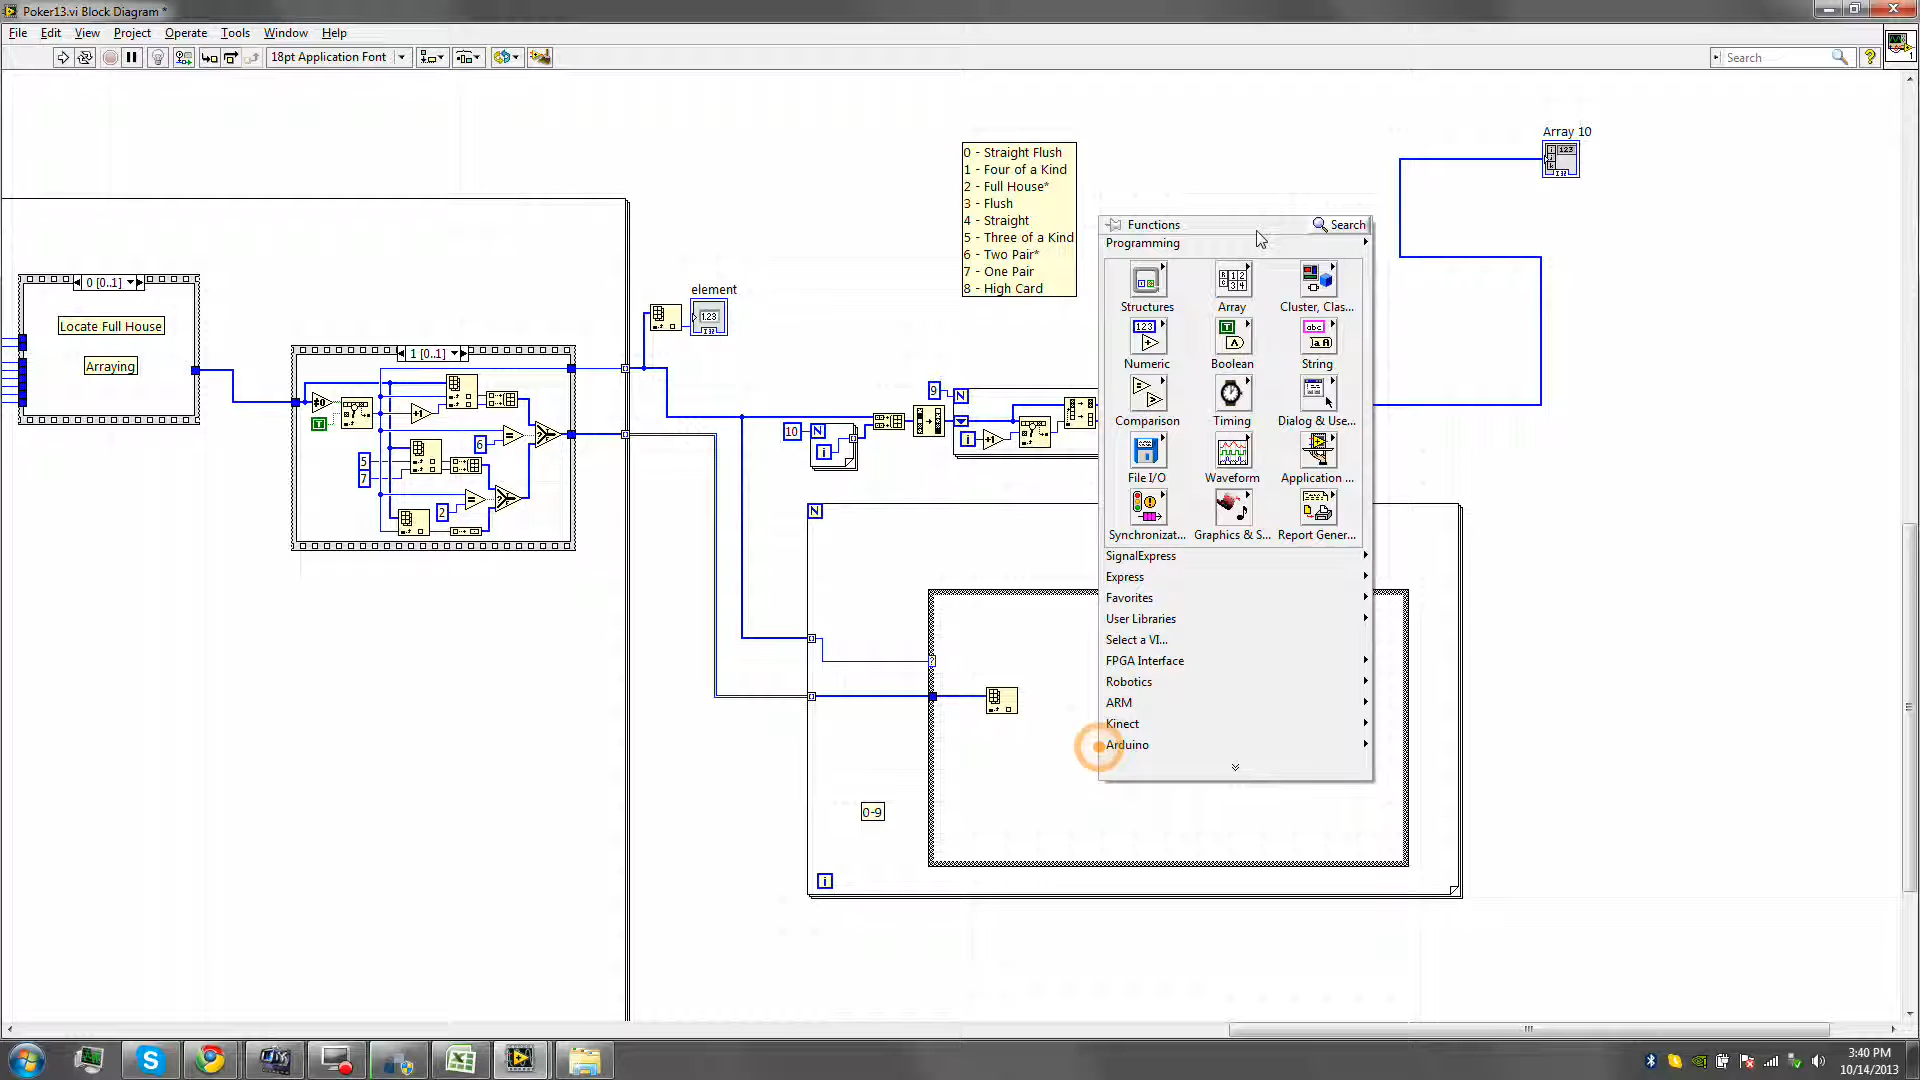 Poker13.vi Block Diagram *
File Edit View Project Operate Tools Window Help
18pt Application Font
Search
Array 10
123
0 - Straight Flush
1 - Four of a Kind
2 - Full House*
3 - Flush
4 - Straight
5 - Three of a Kind
6 - Two Pair*
7 - One Pair
8 - High Card
Functions Search
Programming
Structures Array Cluster, Clas...
Numeric Boolean String
Comparison Timing Dialog & Use...
File I/O Waveform Application ...
Synchronizat... Graphics & S... Report Gener...
SignalExpress
Express
Favorites
User Libraries
Select a VI...
FPGA Interface
Robotics
ARM
Kinect
Arduino
0 [0..1]
Locate Full House
Arraying
element
1.23
1 [0..1]
T
+1
6
5
7
2
9 N
10 N
i
i +1
N
?
0-9
i
3:40 PM
10/14/2013